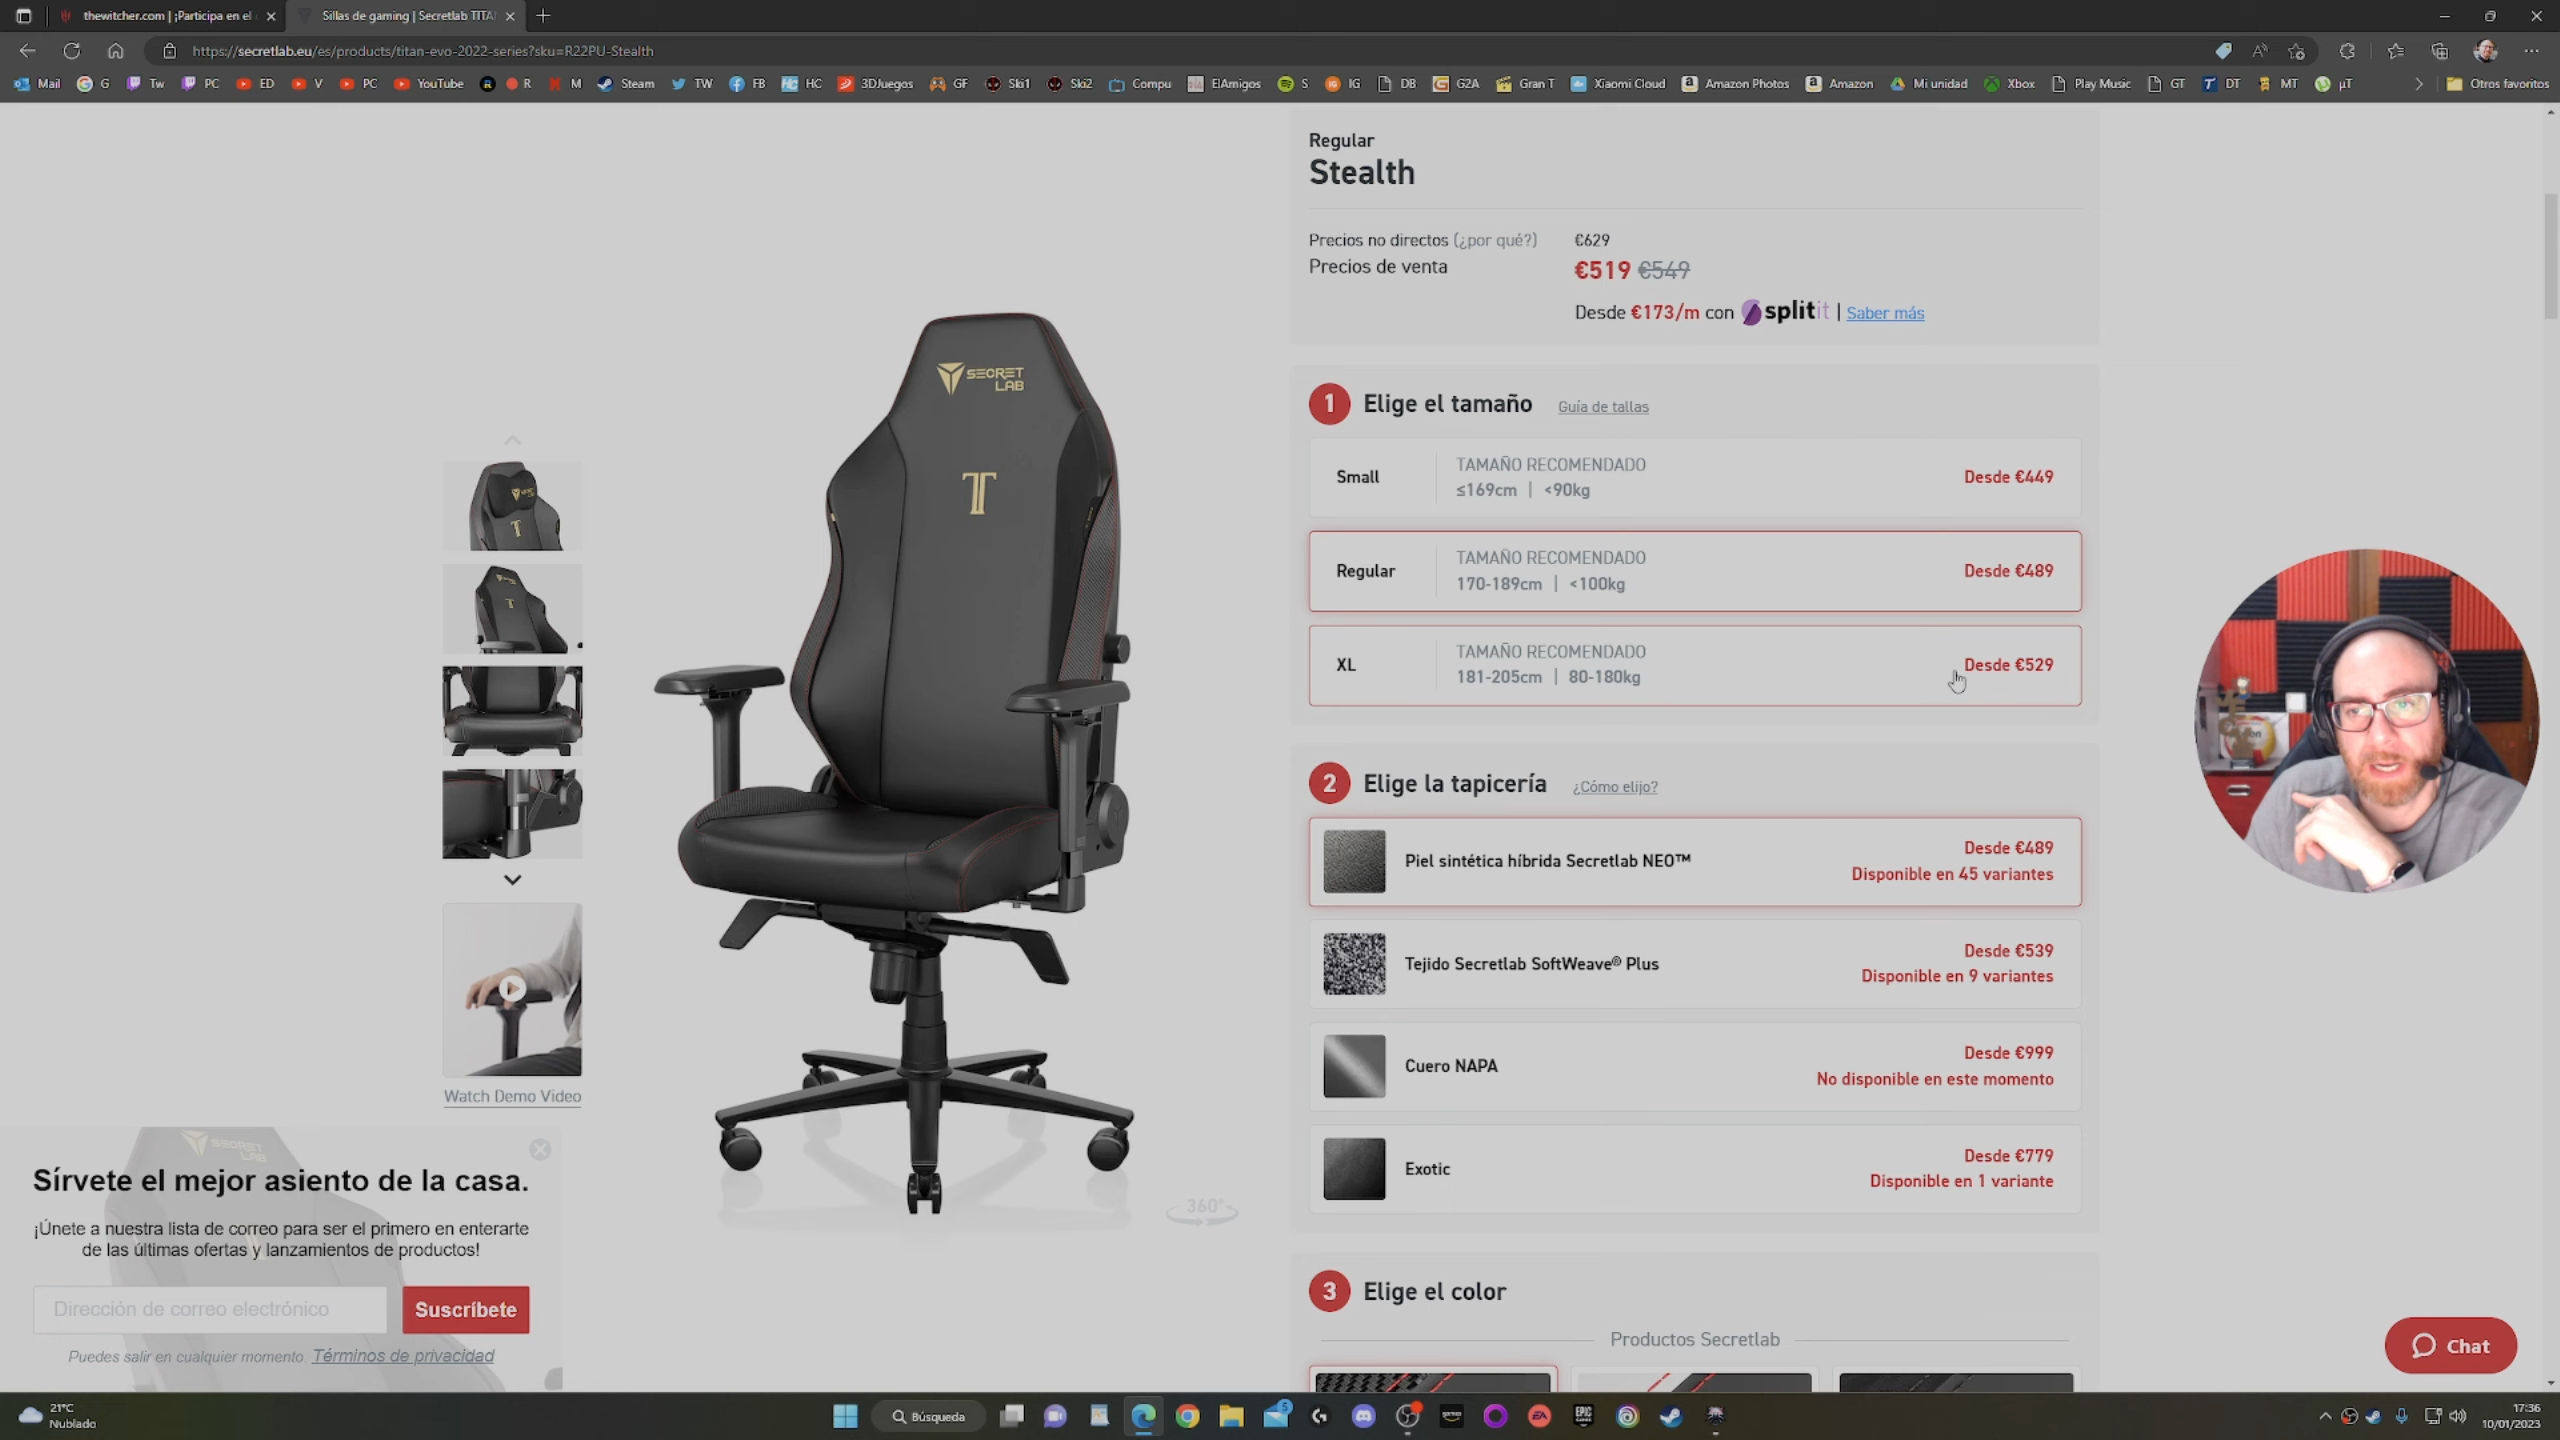 thewitcher.com | ¡Participa en el
Sillas de gaming | Secretlab TITA
https://secretlab.eu/es/products/titan-evo-2022-series?sku=R22PU-Stealth
Mail G Tw PC ED V PC YouTube R M Steam TW FB HC 3DJuegos GF Ski1 Ski2 Compu ElAmigos S IG DB G2A Gran T Xiaomi Cloud Amazon Photos Amazon Mi unidad Xbox Play Music GT DT MT µT Otros favoritos
Regular
Stealth
Precios no directos (¿por qué?) €629
Precios de venta €519 €549
Desde €173/m con splitit | Saber más
1 Elige el tamaño Guía de tallas
Small TAMAÑO RECOMENDADO
≤169cm | <90kg
Desde €449
Regular TAMAÑO RECOMENDADO
170-189cm | <100kg
Desde €489
XL TAMAÑO RECOMENDADO
181-205cm | 80-180kg
Desde €529
2 Elige la tapicería ¿Cómo elijo?
Piel sintética híbrida Secretlab NEO™
Desde €489
Disponible en 45 variantes
Tejido Secretlab SoftWeave® Plus
Desde €539
Disponible en 9 variantes
Cuero NAPA
Desde €999
No disponible en este momento
Exotic
Desde €779
Disponible en 1 variante
3 Elige el color
Productos Secretlab
SECRET
LAB
T
Watch Demo Video
360°
SECRET
LAB
Sírvete el mejor asiento de la casa.
¡Únete a nuestra lista de correo para ser el primero en enterarte
de las últimas ofertas y lanzamientos de productos!
Dirección de correo electrónico
Suscríbete
Puedes salir en cualquier momento. Términos de privacidad
Chat
21°C
Nublado
Búsqueda
5
EA
EPIC
17:36
10/01/2023